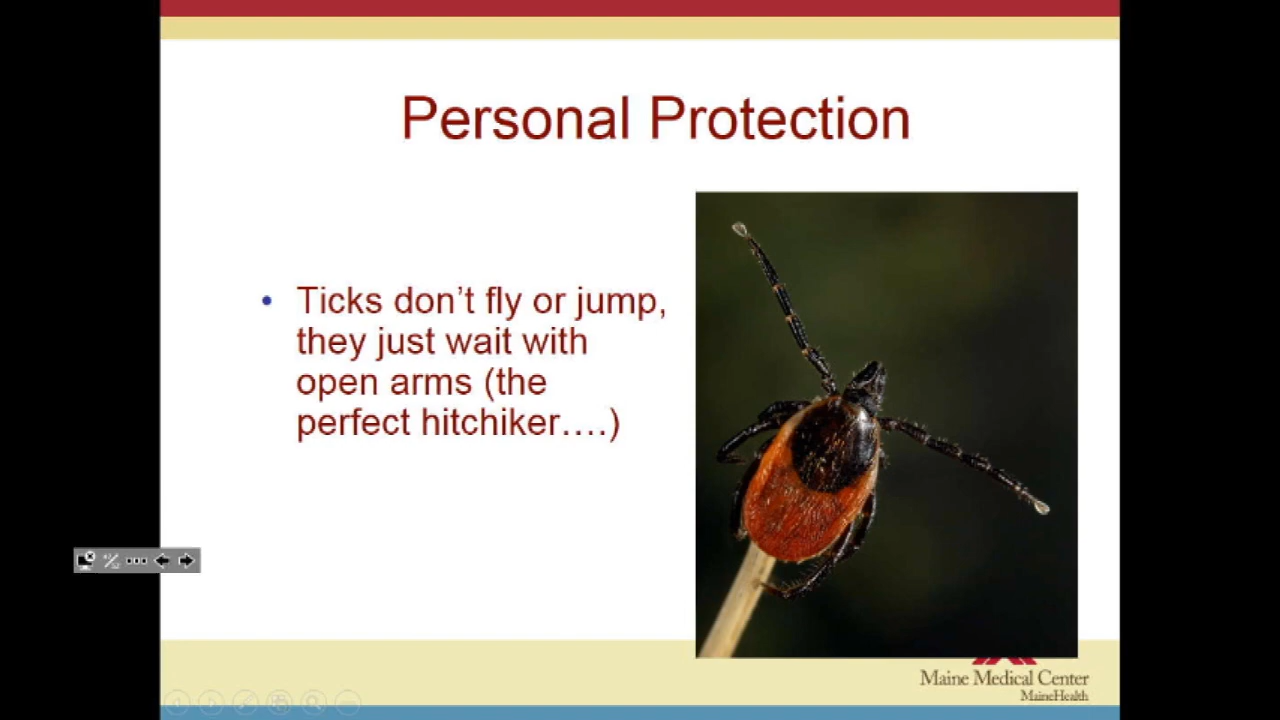 Personal Protection
• Ticks don’t fly or jump,
they just wait with
open arms (the
perfect hitchiker….)
Maine Medical Center
MaineHealth